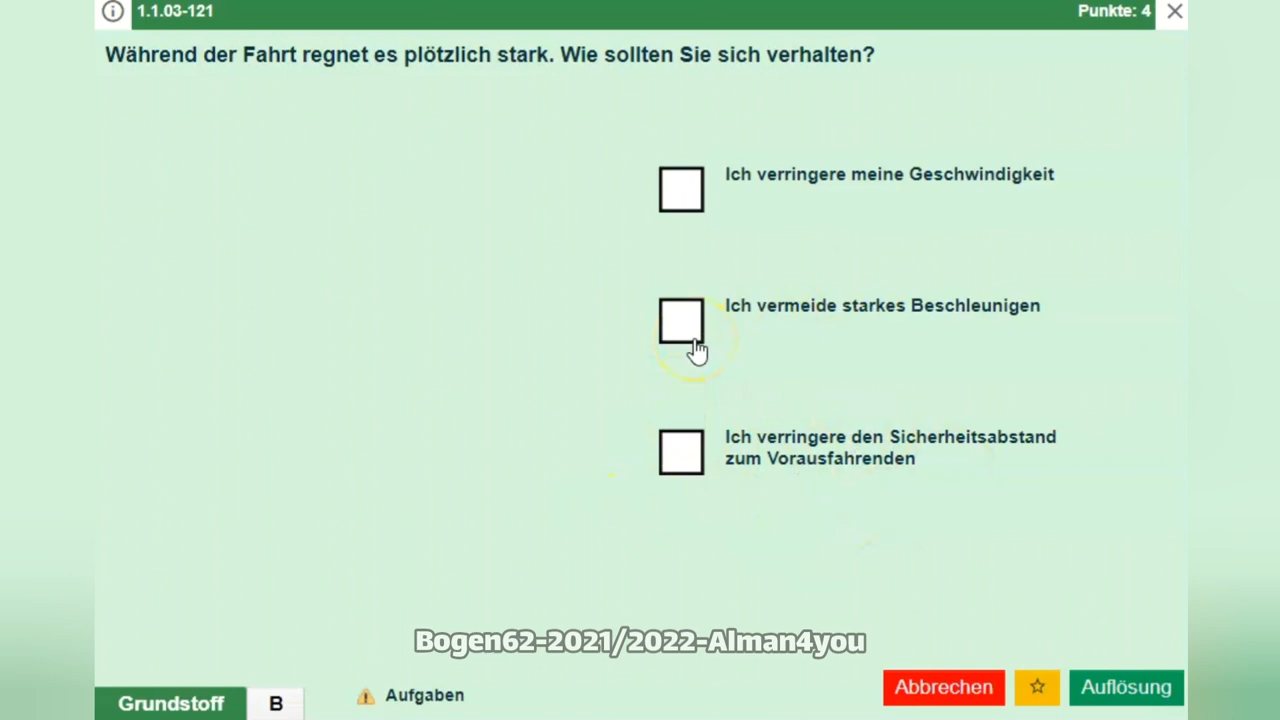 1.1.03-121
Punkte: 4
Während der Fahrt regnet es plötzlich stark. Wie sollten Sie sich verhalten?
Ich verringere meine Geschwindigkeit
Ich vermeide starkes Beschleunigen
Ich verringere den Sicherheitsabstand
zum Vorausfahrenden
Bogen62-2021/2022-Alman4you
Grundstoff
B
Aufgaben
Abbrechen
Auflösung